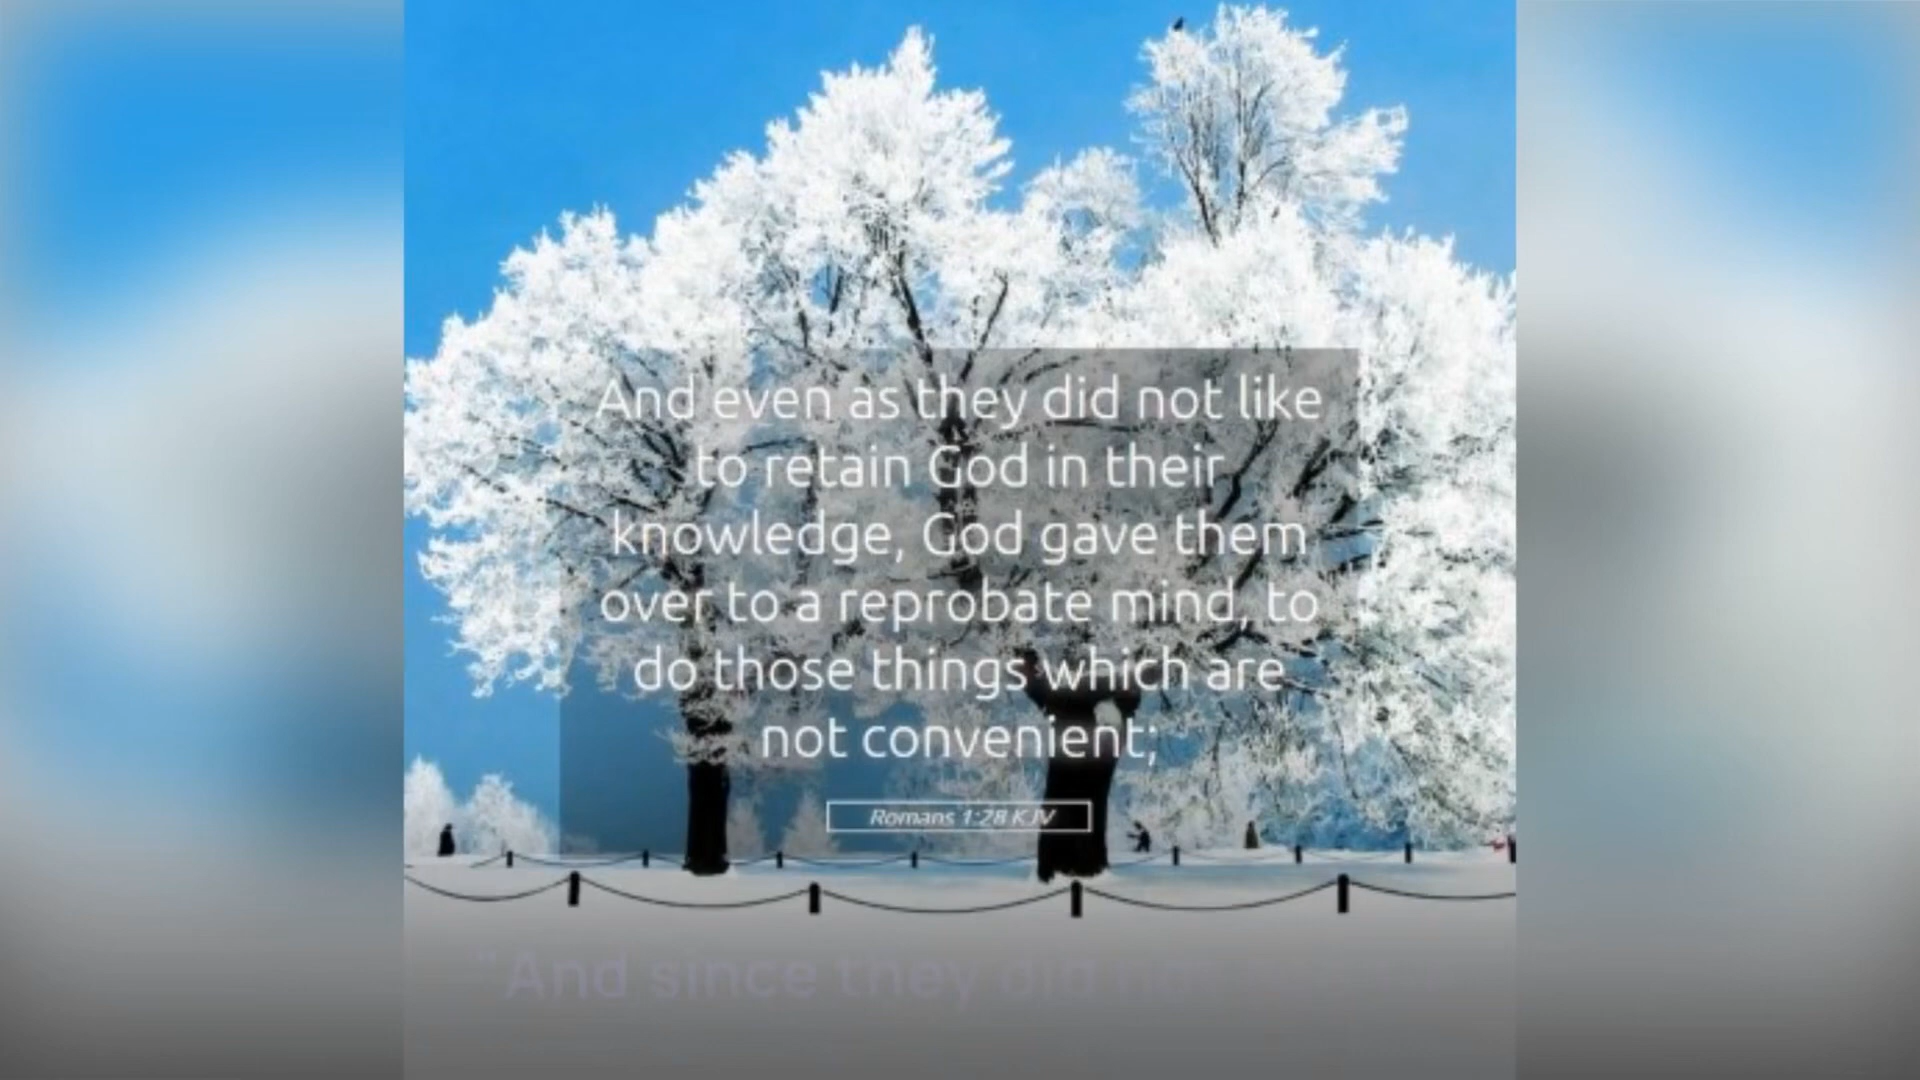 And even as they did not like
to retain God in their
knowledge, God gave them
over to a reprobate mind, to
do those things which are
not convenient;
Romans 1:28 KJV
"And since they did no